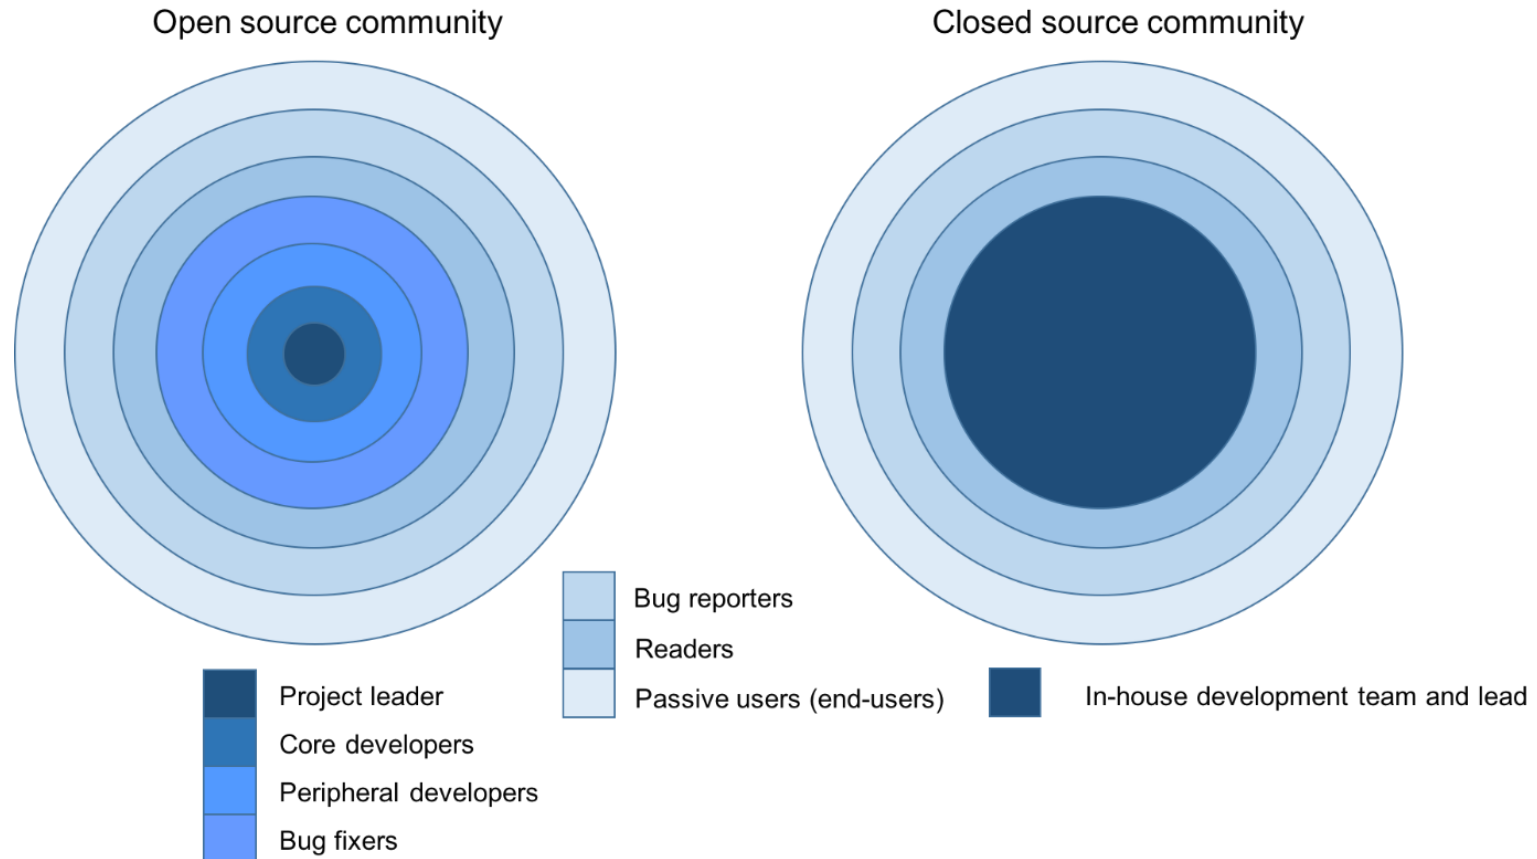 Open source community
Closed source community
Bug reporters
Readers
Passive users (end-users)
Project leader
Core developers
Peripheral developers
Bug fixers
In-house development team and lead